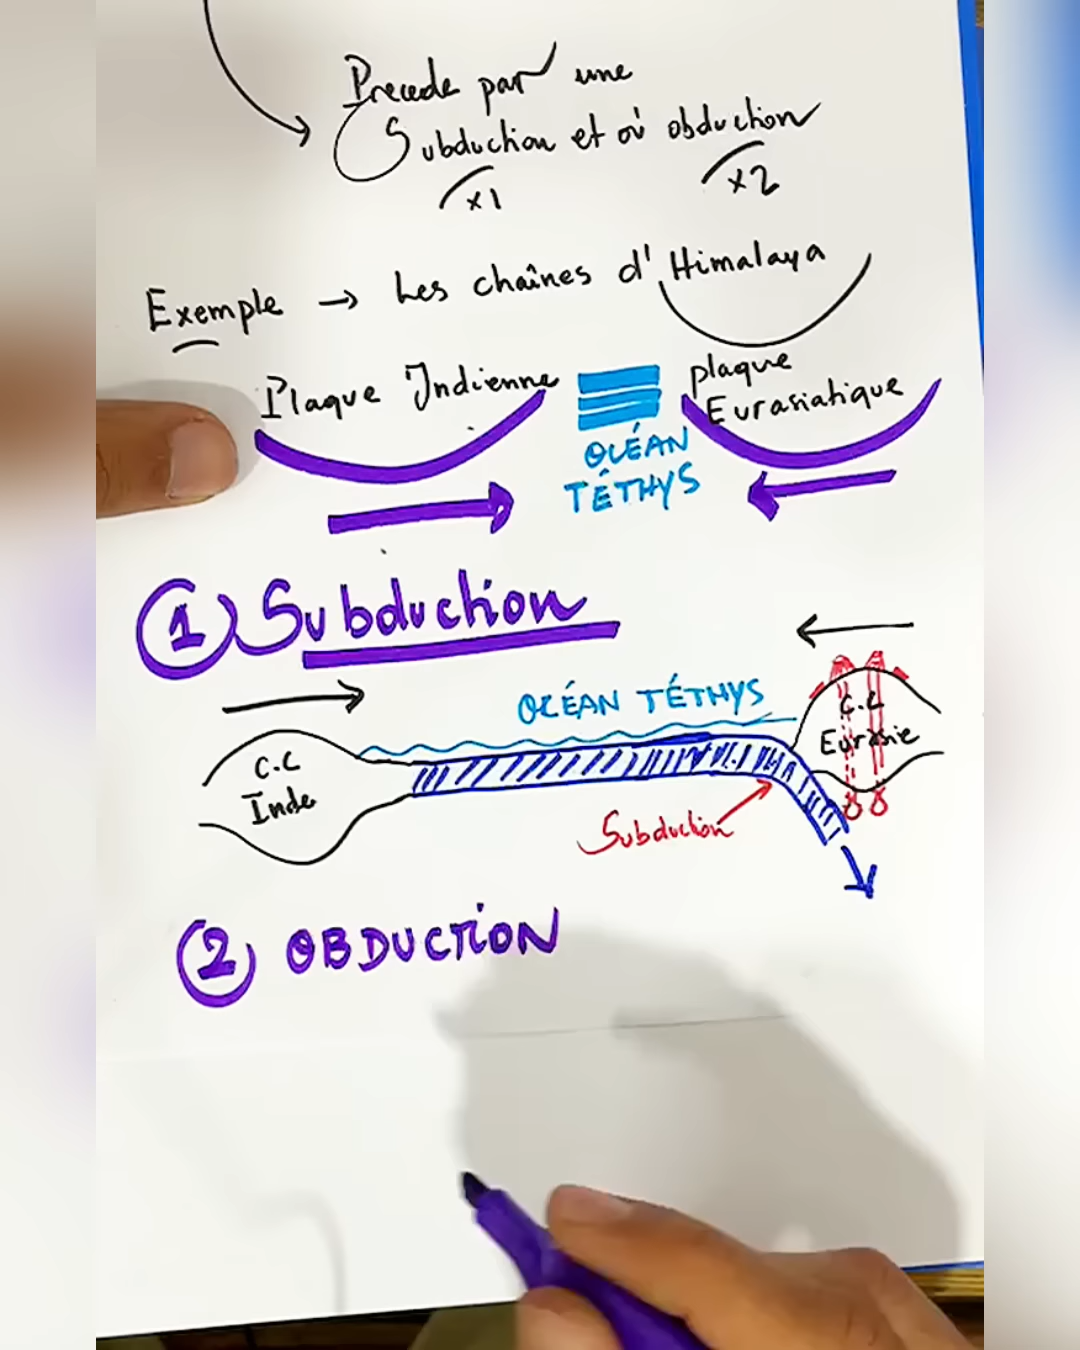 Precede par une
Subduction et où obduction
x1
x2
Exemple → Les chaînes d'Himalaya
Plaque Indienne
plaque
Eurasiatique
OCÉAN
TÉTHYS
1 Subduction
OCÉAN TÉTHYS
C.C
Inde
C.C
Eurasie
Subduction
2 OBDUCTION